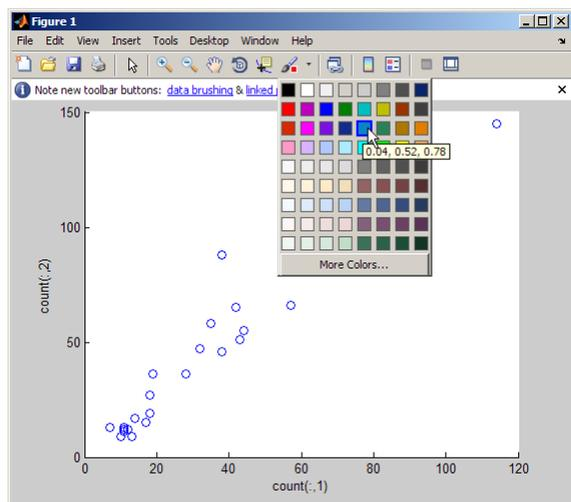 Figure 1
File Edit View Insert Tools Desktop Window Help
Note new toolbar buttons: data brushing & linked
0.04, 0.52, 0.78
More Colors...
150
100
50
0
count(:,2)
0 20 40 60 80 100 120
count(:,1)